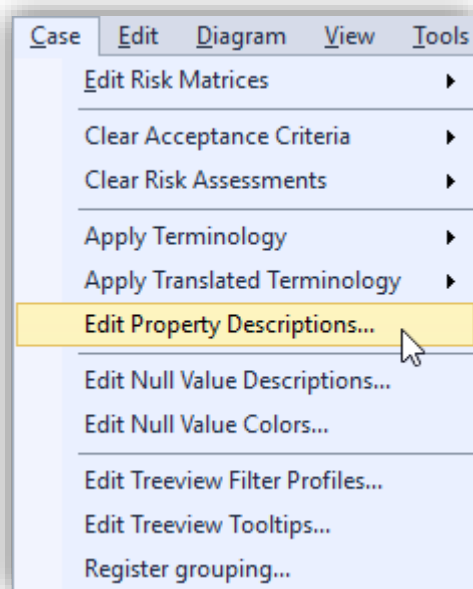 Case Edit Diagram View Tools
Edit Risk Matrices
Clear Acceptance Criteria
Clear Risk Assessments
Apply Terminology
Apply Translated Terminology
Edit Property Descriptions...
Edit Null Value Descriptions...
Edit Null Value Colors...
Edit Treeview Filter Profiles...
Edit Treeview Tooltips...
Register grouping...